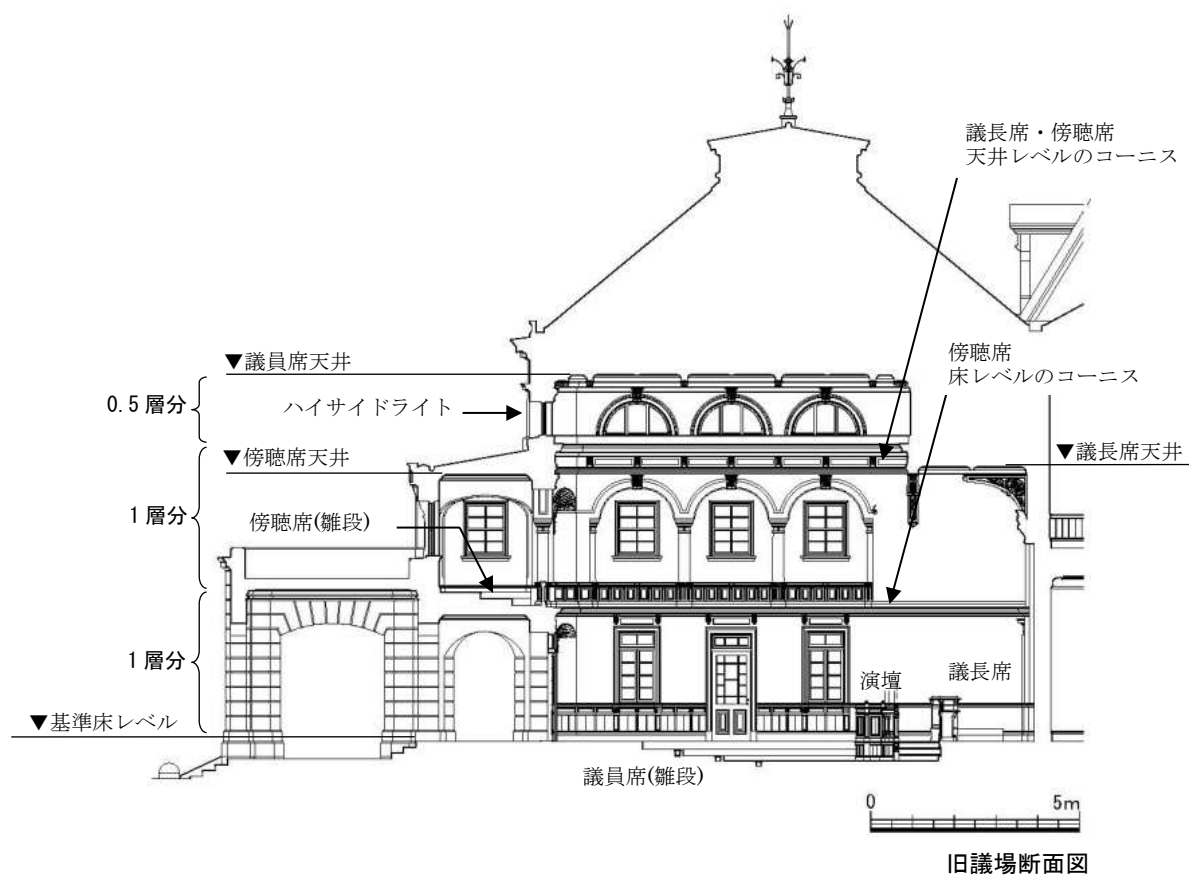 議長席・傍聴席
天井レベルのコーニス
▼議員席天井
傍聴席
床レベルのコーニス
0.5 層分
ハイサイドライト
▼傍聴席天井
▼議長席天井
1 層分
傍聴席(雛段)
1 層分
演壇
議長席
▼基準床レベル
議員席(雛段)
0
5m
旧議場断面図